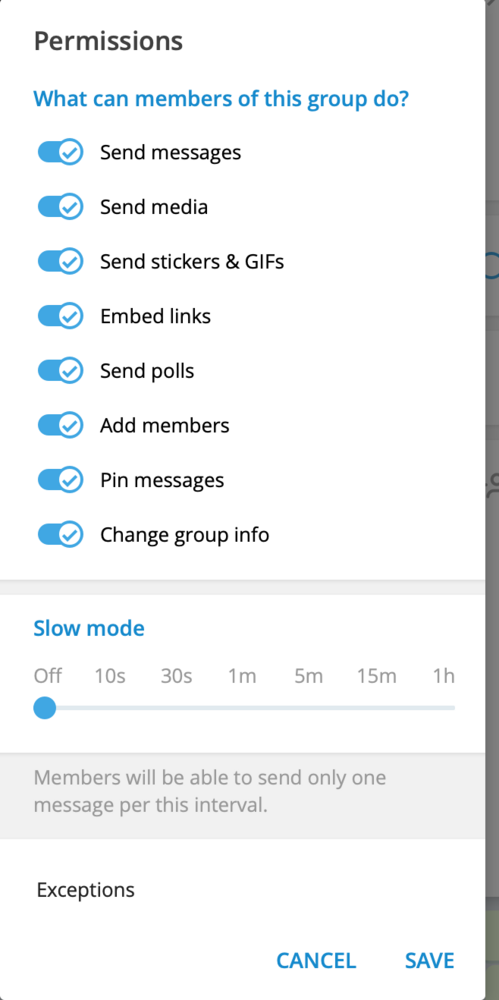 Permissions
What can members of this group do?
Send messages
Send media
Send stickers & GIFs
Embed links
Send polls
Add members
Pin messages
Change group info
Slow mode
Off 10s 30s 1m 5m 15m 1h
Members will be able to send only one
message per this interval.
Exceptions
CANCEL SAVE